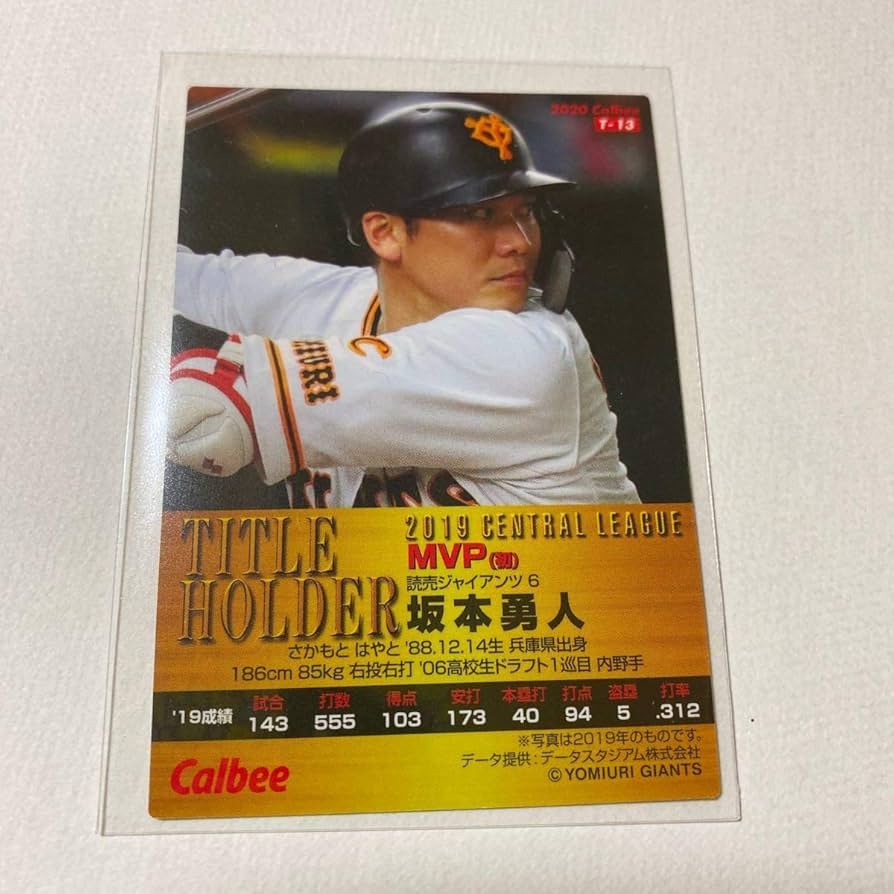 2020 Calbee
T-13
C
TITLE
HOLDER
2019 CENTRAL LEAGUE
MVP(初)
読売ジャイアンツ 6
坂本勇人
さかもと はやと '88.12.14生 兵庫県出身
186cm 85kg 右投右打 '06高校生ドラフト1巡目 内野手
試合 打数 得点 安打 本塁打 打点 盗塁 打率
'19成績 143 555 103 173 40 94 5 .312
※写真は2019年のものです。
データ提供：データスタジアム株式会社
©YOMIURI GIANTS
Calbee